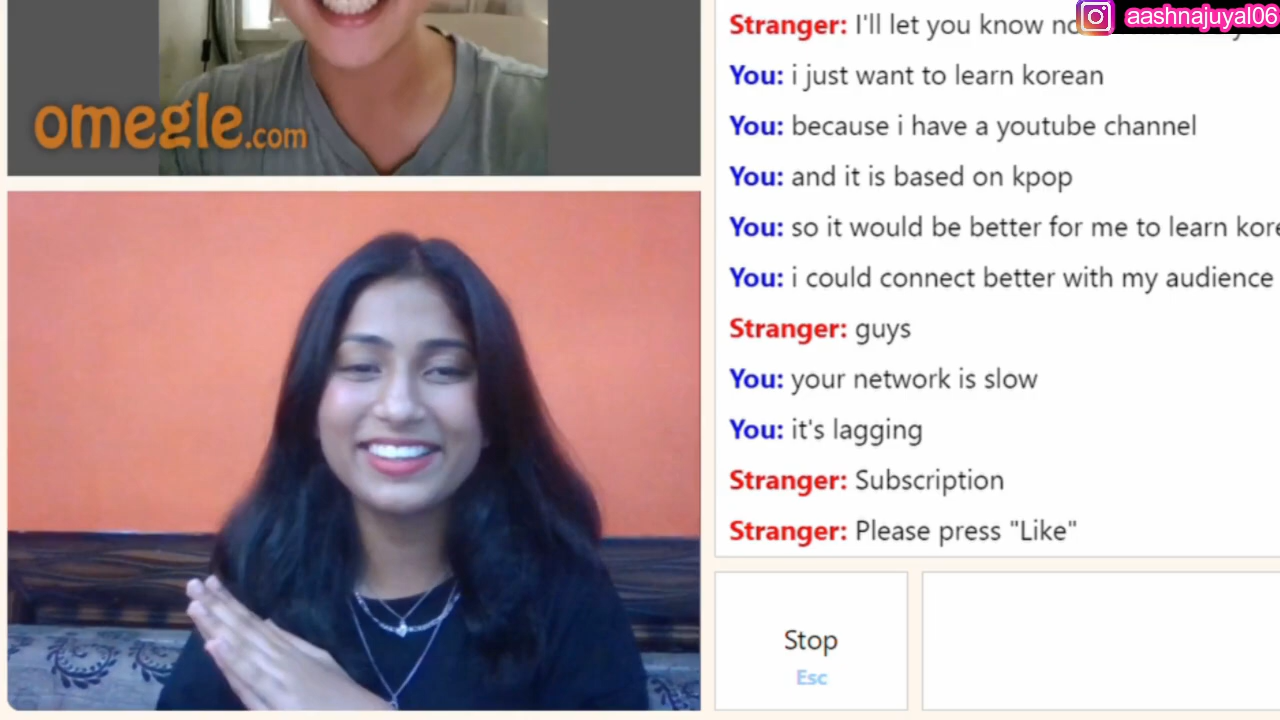 aashnajuyal06
Stranger: I'll let you know
You: i just want to learn korean
You: because i have a youtube channel
You: and it is based on kpop
You: so it would be better for me to learn
You: i could connect better with my audience
Stranger: guys
You: your network is slow
You: it's lagging
Stranger: Subscription
Stranger: Please press "Like"
omegle.com
Stop
Esc